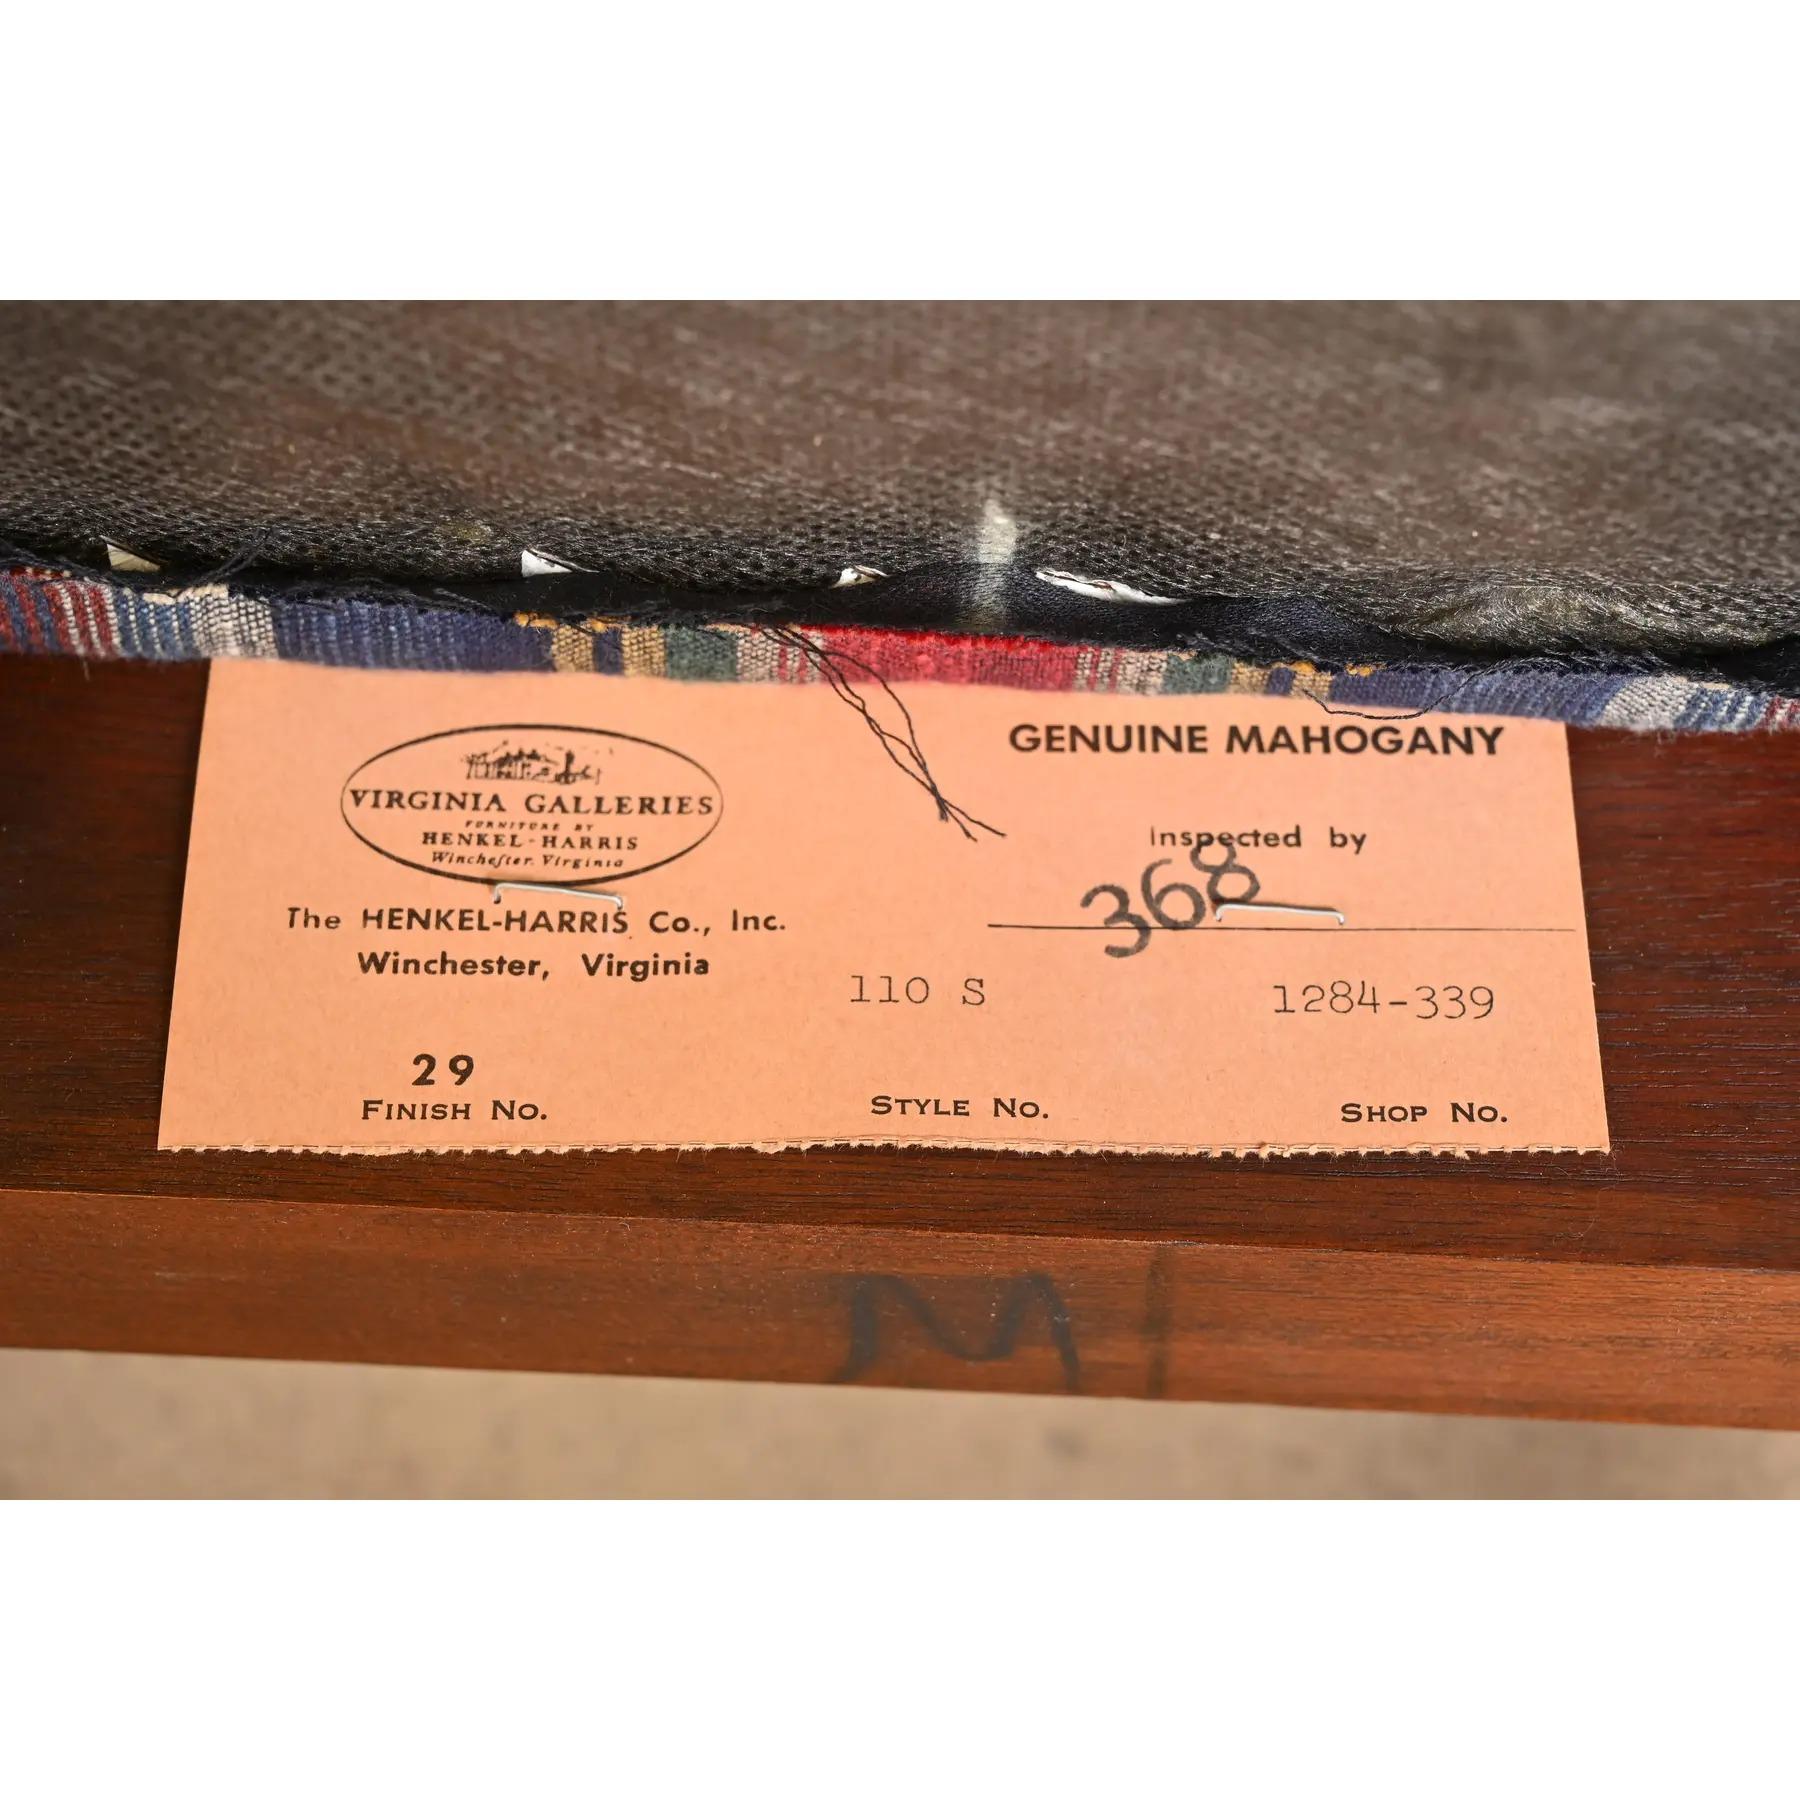 VIRGINIA GALLERIES
FURNITURE BY
HENKEL-HARRIS
Winchester, Virginia
The HENKEL-HARRIS Co., Inc.
Winchester, Virginia
GENUINE MAHOGANY
Inspected by
368
29
FINISH NO.
110 S
STYLE NO.
1284-339
SHOP NO.
M